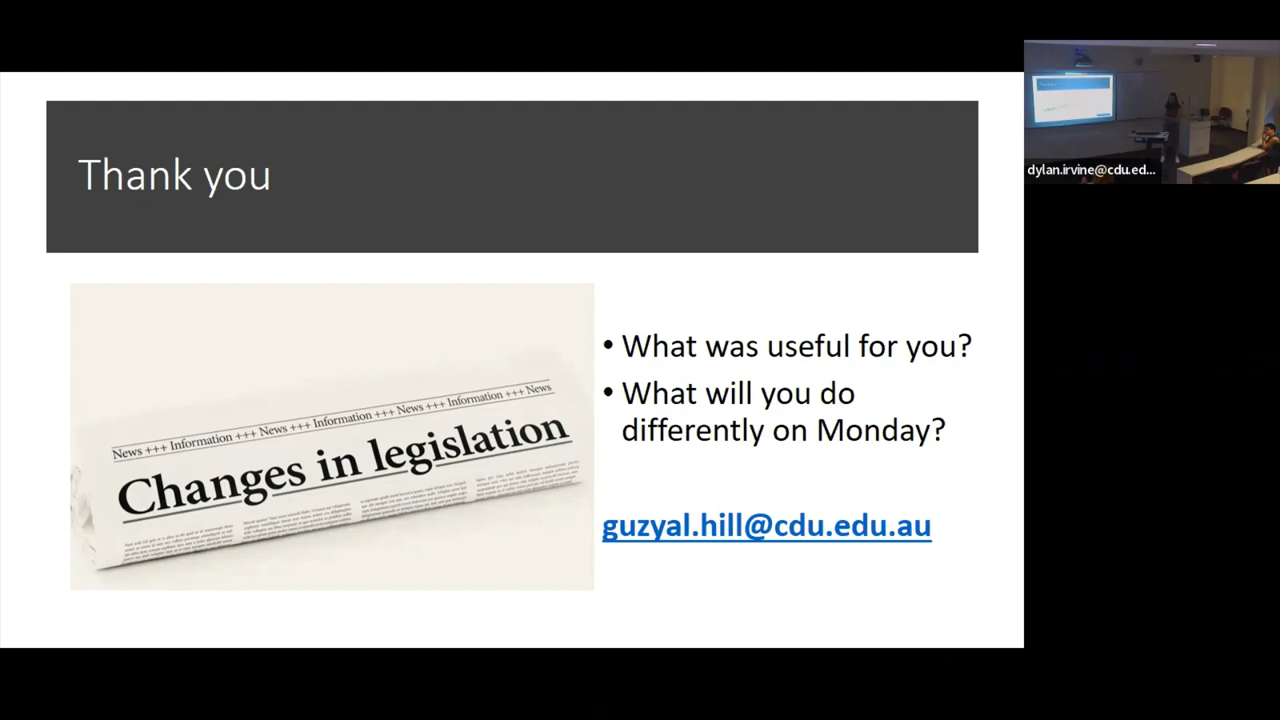 Thank you
dylan.irvine@cdu.ed...
News +++ Information +++ News +++ Information +++ News +++ Information +++ News
Changes in legislation
• What was useful for you?
• What will you do
differently on Monday?
guzyal.hill@cdu.edu.au